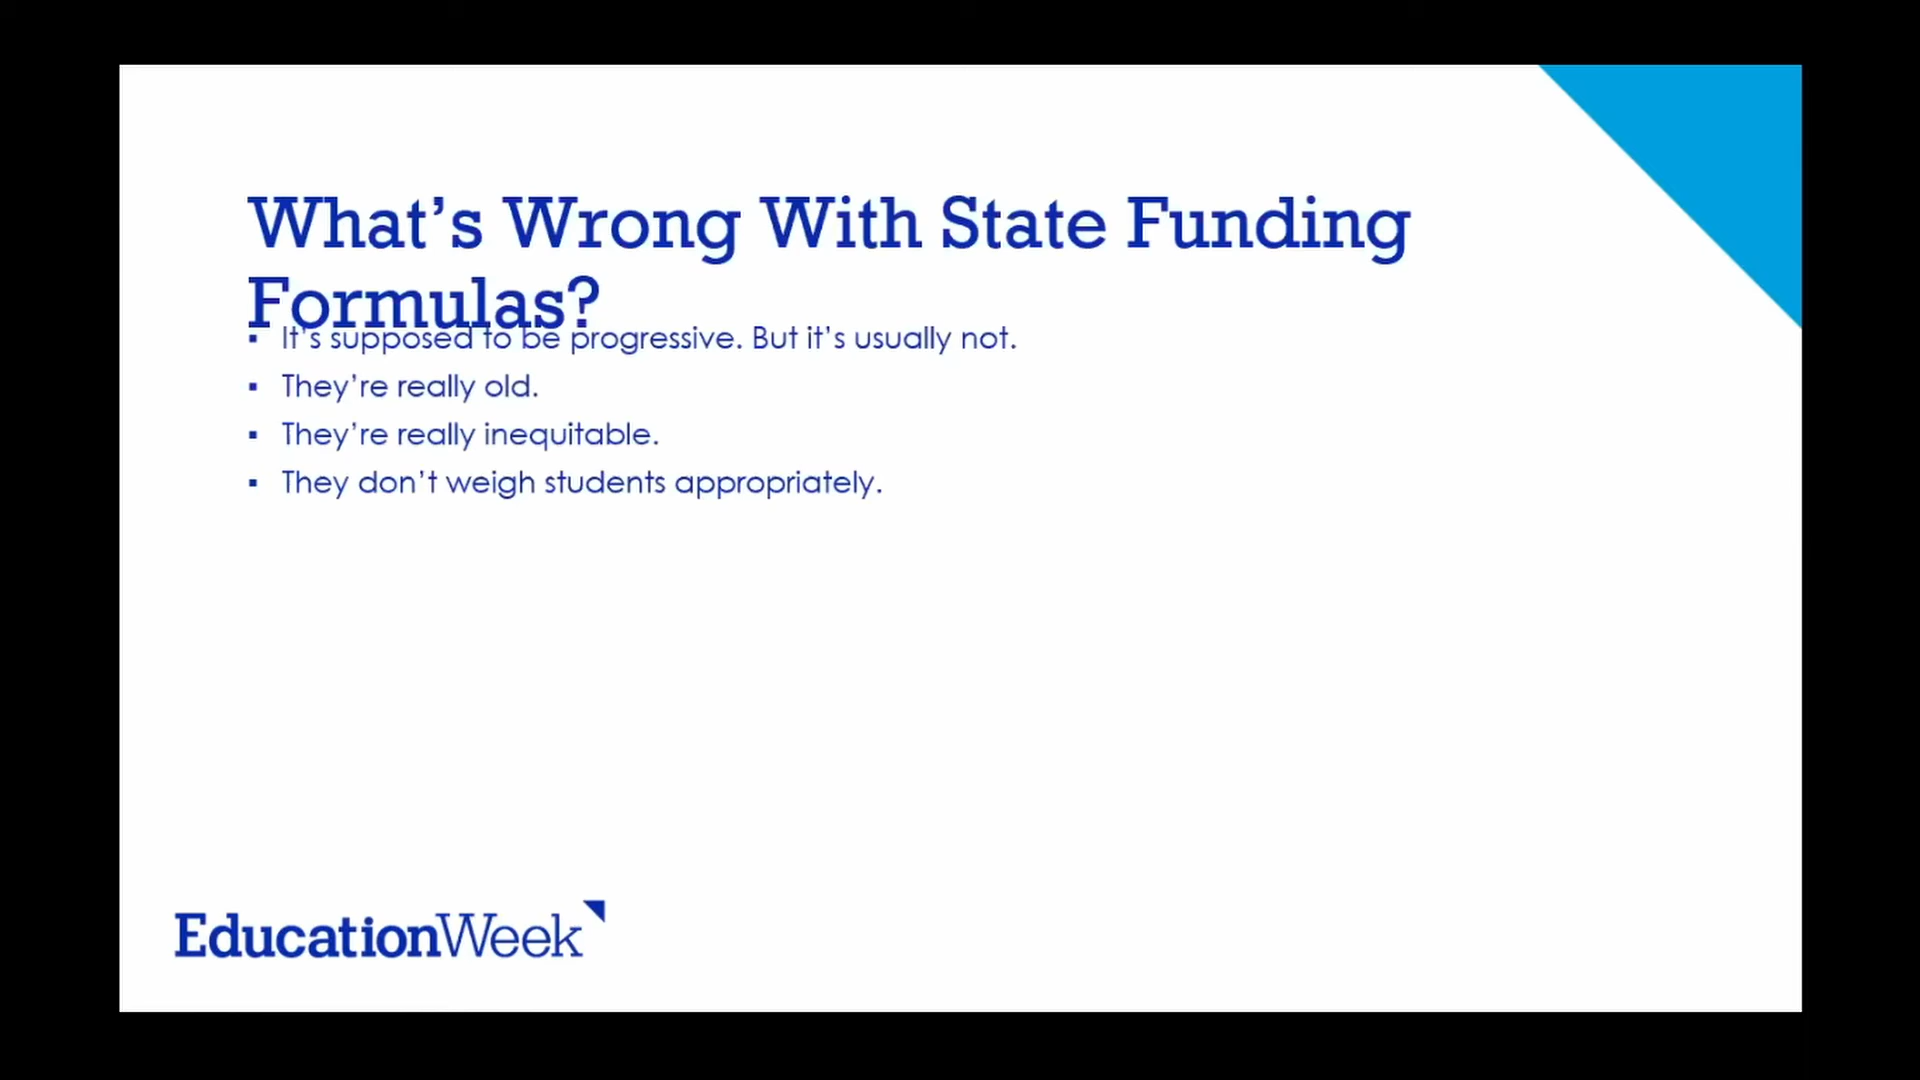 What’s Wrong With State Funding
Formulas?
▪ It’s supposed to be progressive. But it’s usually not.
▪ They’re really old.
▪ They’re really inequitable.
▪ They don’t weigh students appropriately.
EducationWeek